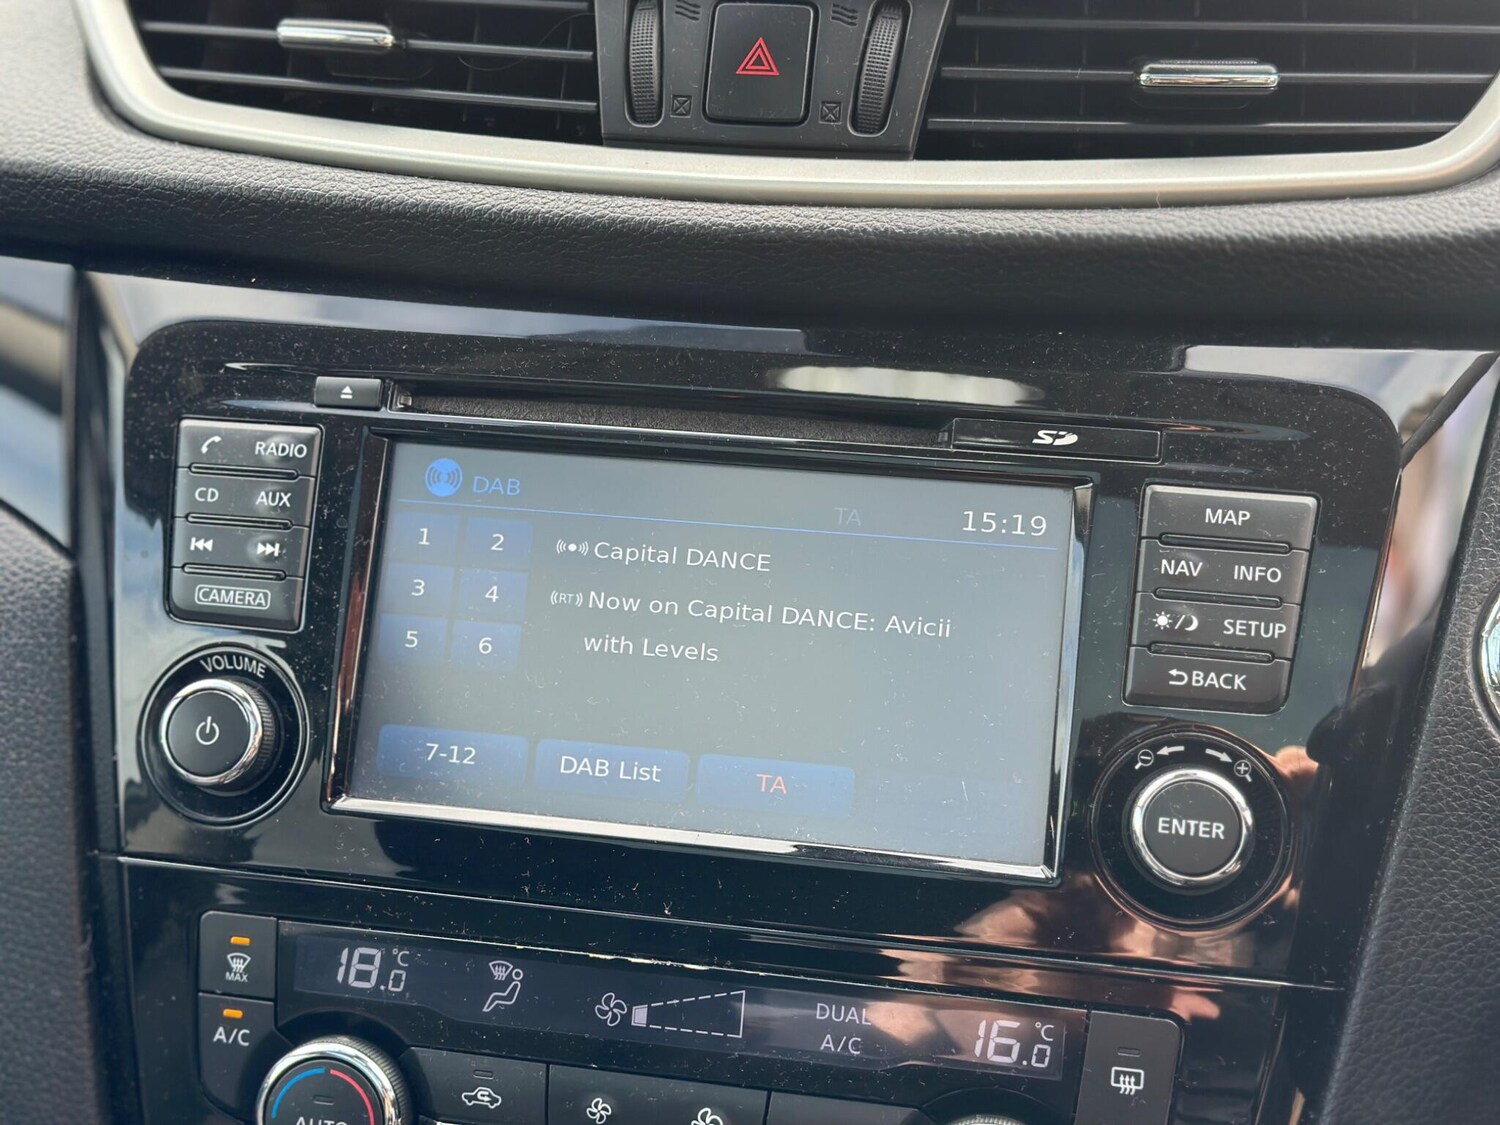 RADIO
CD AUX
CAMERA
VOLUME
SD
DAB
TA 15:19
1 2
3 4
5 6
Capital DANCE
(RT) Now on Capital DANCE: Avicii
with Levels
7-12 DAB List TA
MAP
NAV INFO
SETUP
BACK
ENTER
MAX
A/C
18.0 °C
DUAL
A/C
16.0 °C
AUTO